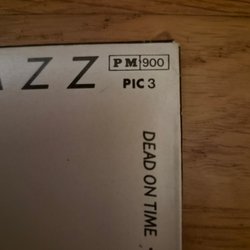 AZZ
PM 900
PIC 3
DEAD ON TIME